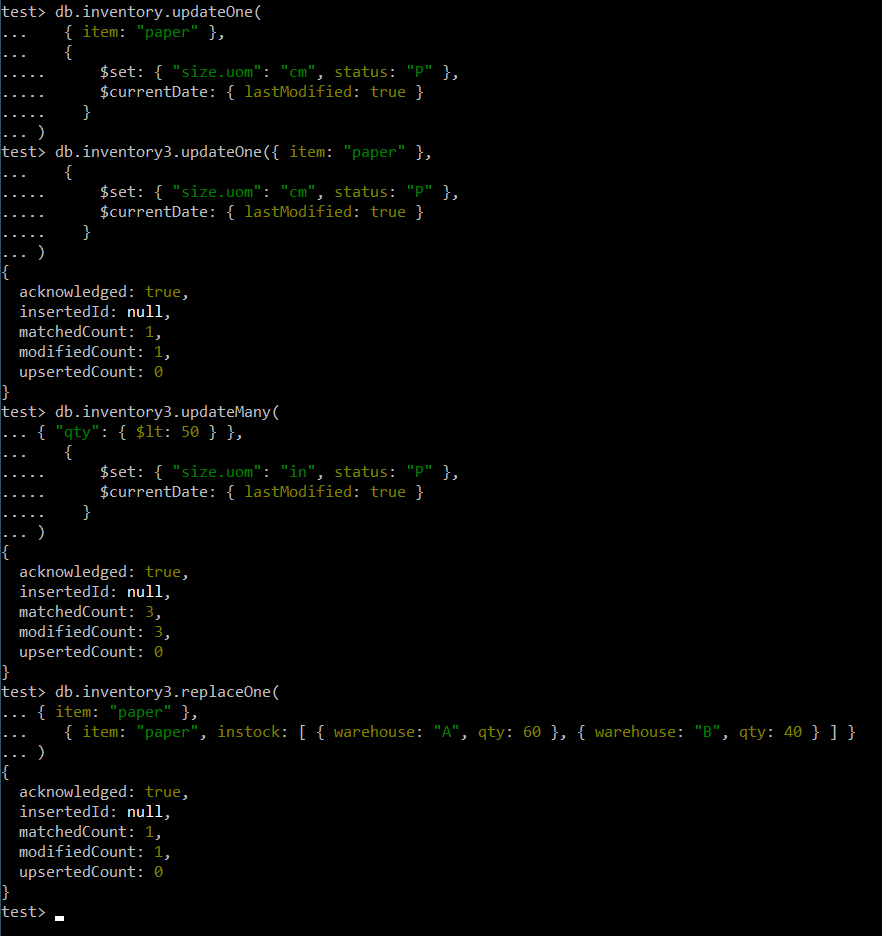 test> db.inventory.updateOne(
...    { item: "paper" },
...    {
.....      $set: { "size.uom": "cm", status: "P" },
.....      $currentDate: { lastModified: true }
.....    }
... )
test> db.inventory3.updateOne({ item: "paper" },
...    {
.....      $set: { "size.uom": "cm", status: "P" },
.....      $currentDate: { lastModified: true }
.....    }
... )
{
  acknowledged: true,
  insertedId: null,
  matchedCount: 1,
  modifiedCount: 1,
  upsertedCount: 0
}
test> db.inventory3.updateMany(
... { "qty": { $lt: 50 } },
...    {
.....      $set: { "size.uom": "in", status: "P" },
.....      $currentDate: { lastModified: true }
.....    }
... )
{
  acknowledged: true,
  insertedId: null,
  matchedCount: 3,
  modifiedCount: 3,
  upsertedCount: 0
}
test> db.inventory3.replaceOne(
... { item: "paper" },
...    { item: "paper", instock: [ { warehouse: "A", qty: 60 }, { warehouse: "B", qty: 40 } ] }
... )
{
  acknowledged: true,
  insertedId: null,
  matchedCount: 1,
  modifiedCount: 1,
  upsertedCount: 0
}
test>